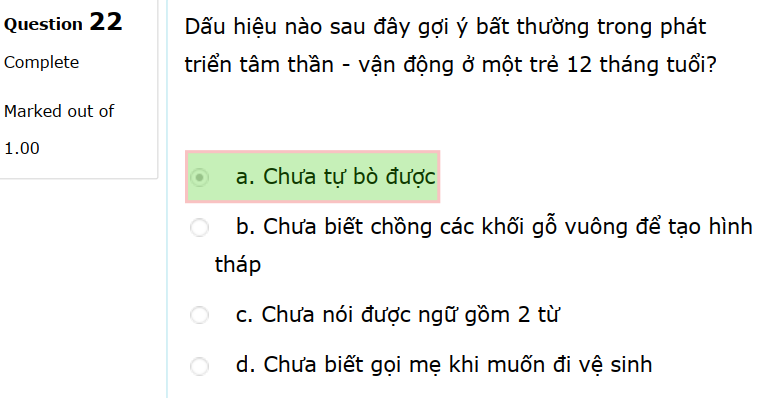 Question 22
Complete
Marked out of
1.00
Dấu hiệu nào sau đây gợi ý bất thường trong phát
triển tâm thần - vận động ở một trẻ 12 tháng tuổi?
a. Chưa tự bò được
b. Chưa biết chồng các khối gỗ vuông để tạo hình
tháp
c. Chưa nói được ngữ gồm 2 từ
d. Chưa biết gọi mẹ khi muốn đi vệ sinh